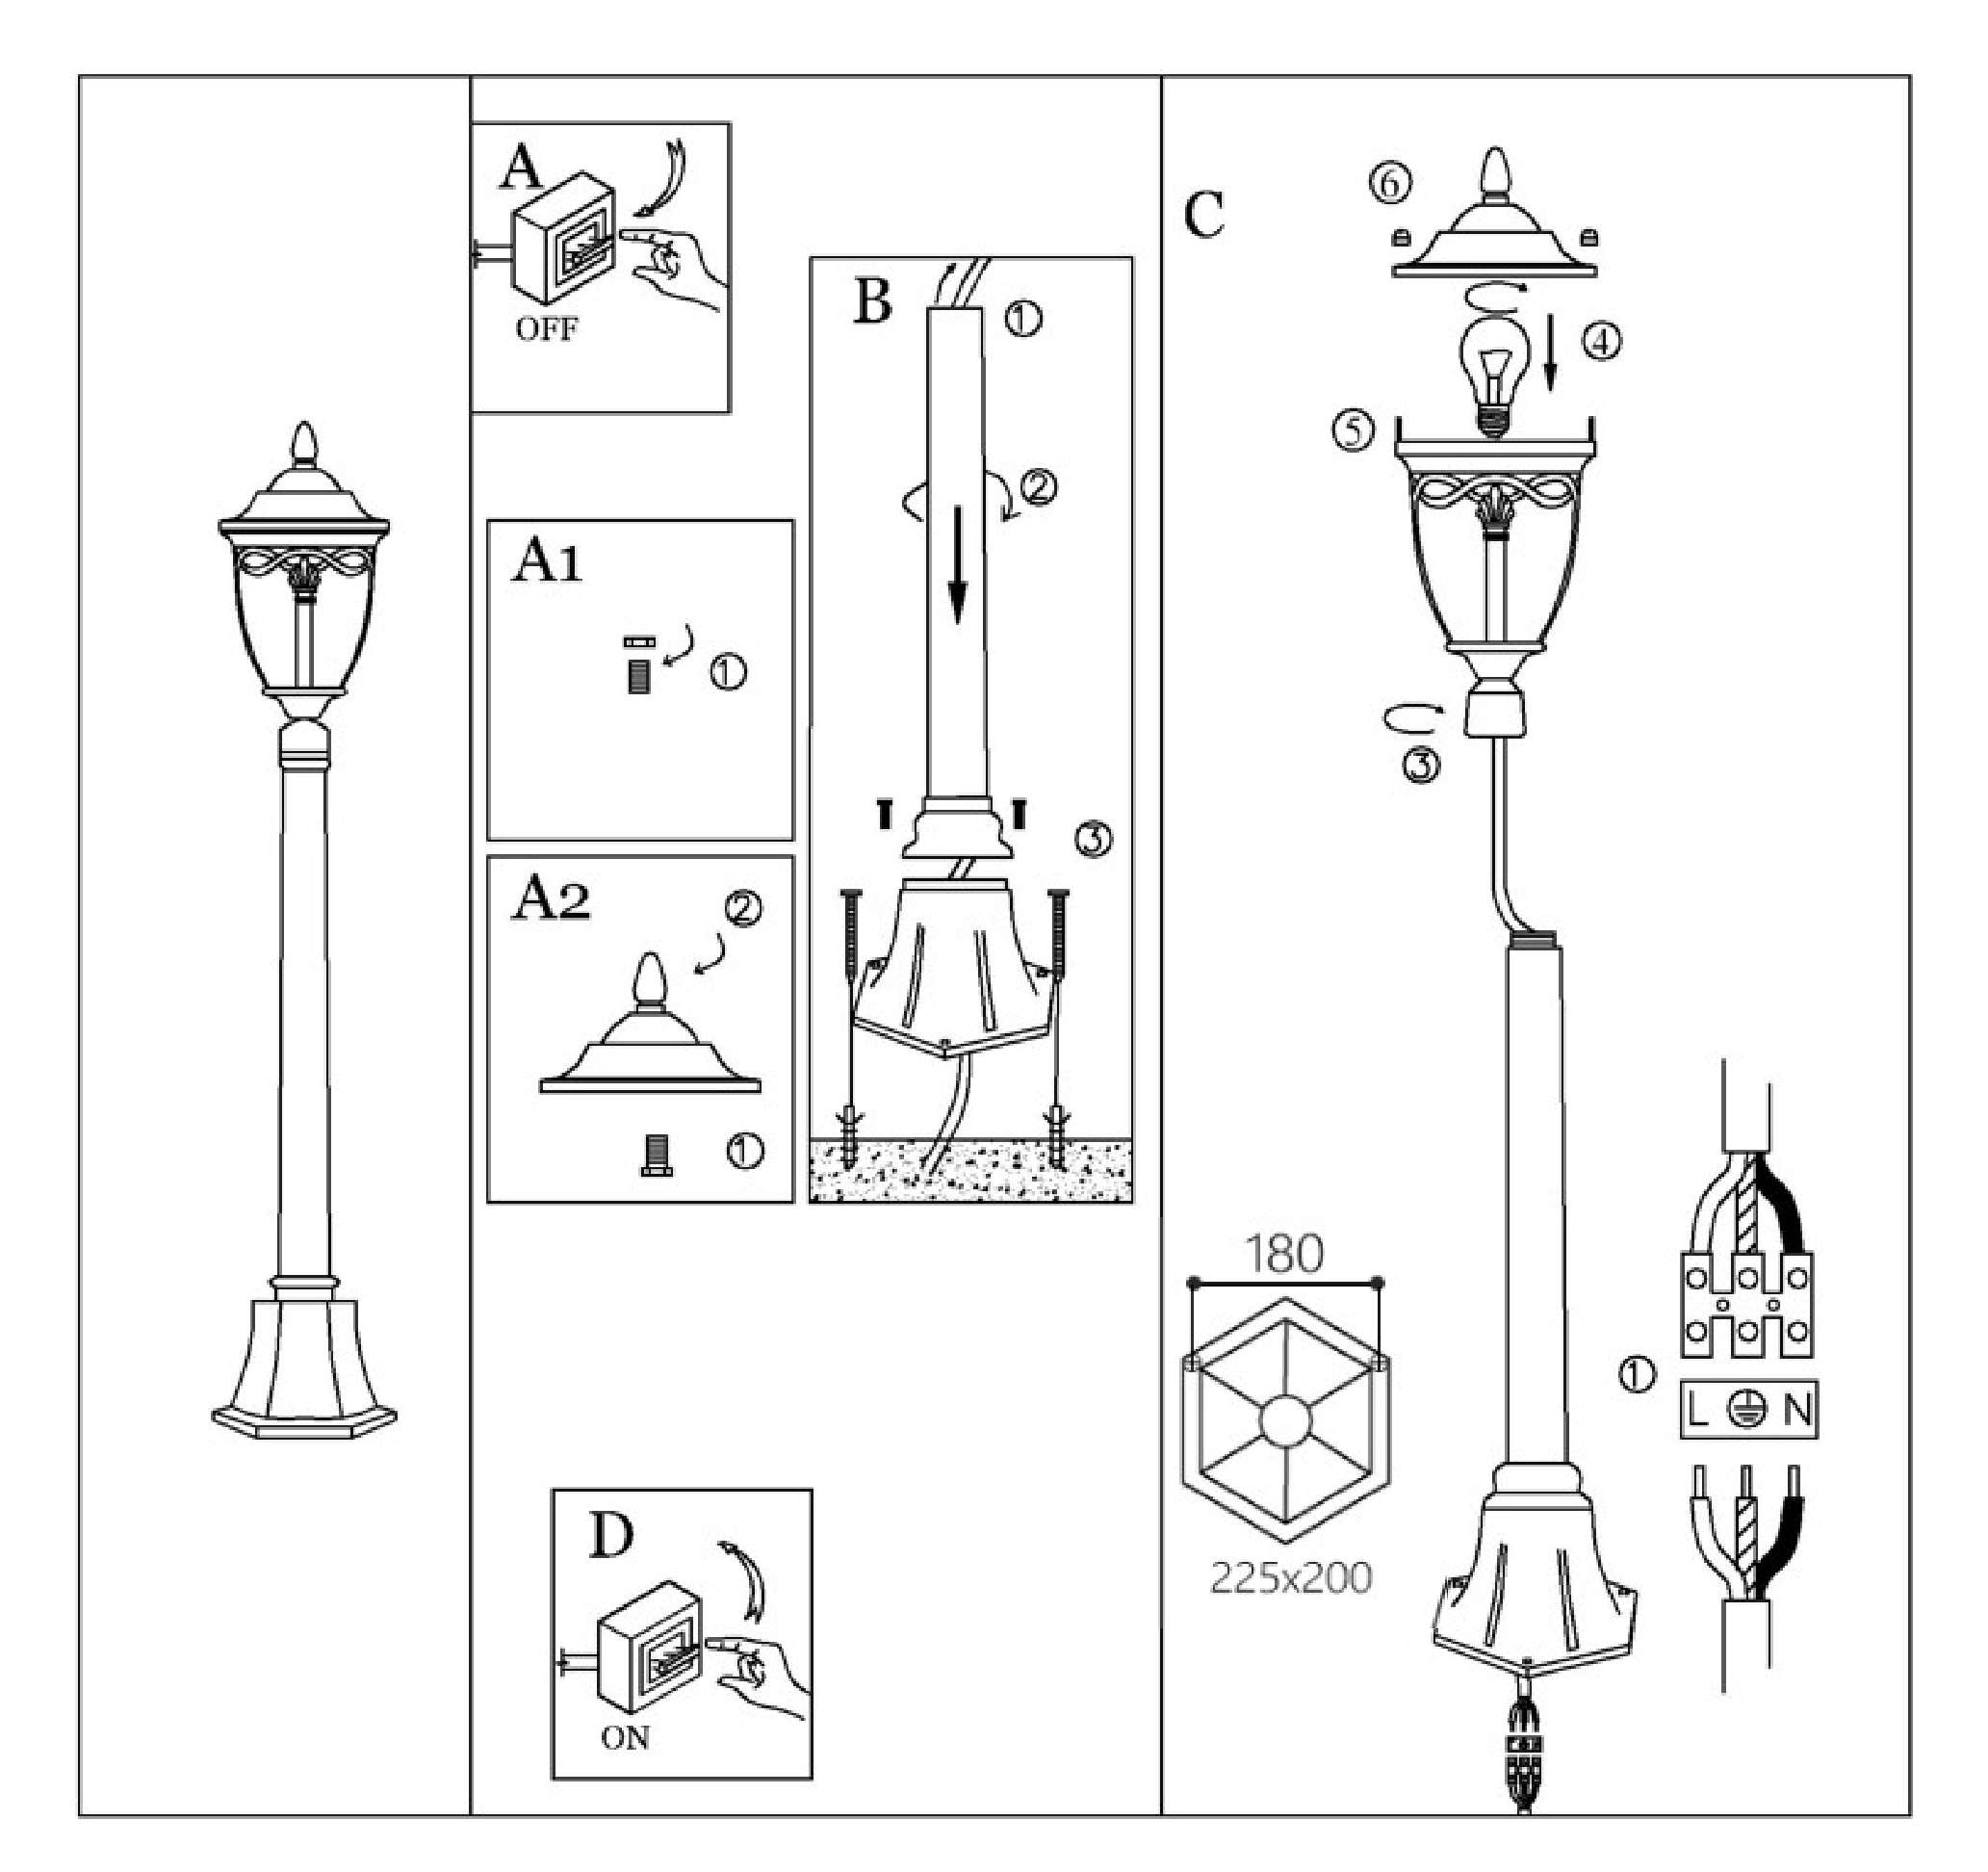 A
OFF
A1
①
A2
②
①
B
①
②
③
D
ON
C
⑥
④
⑤
③
180
225x200
①
L ⏚ N